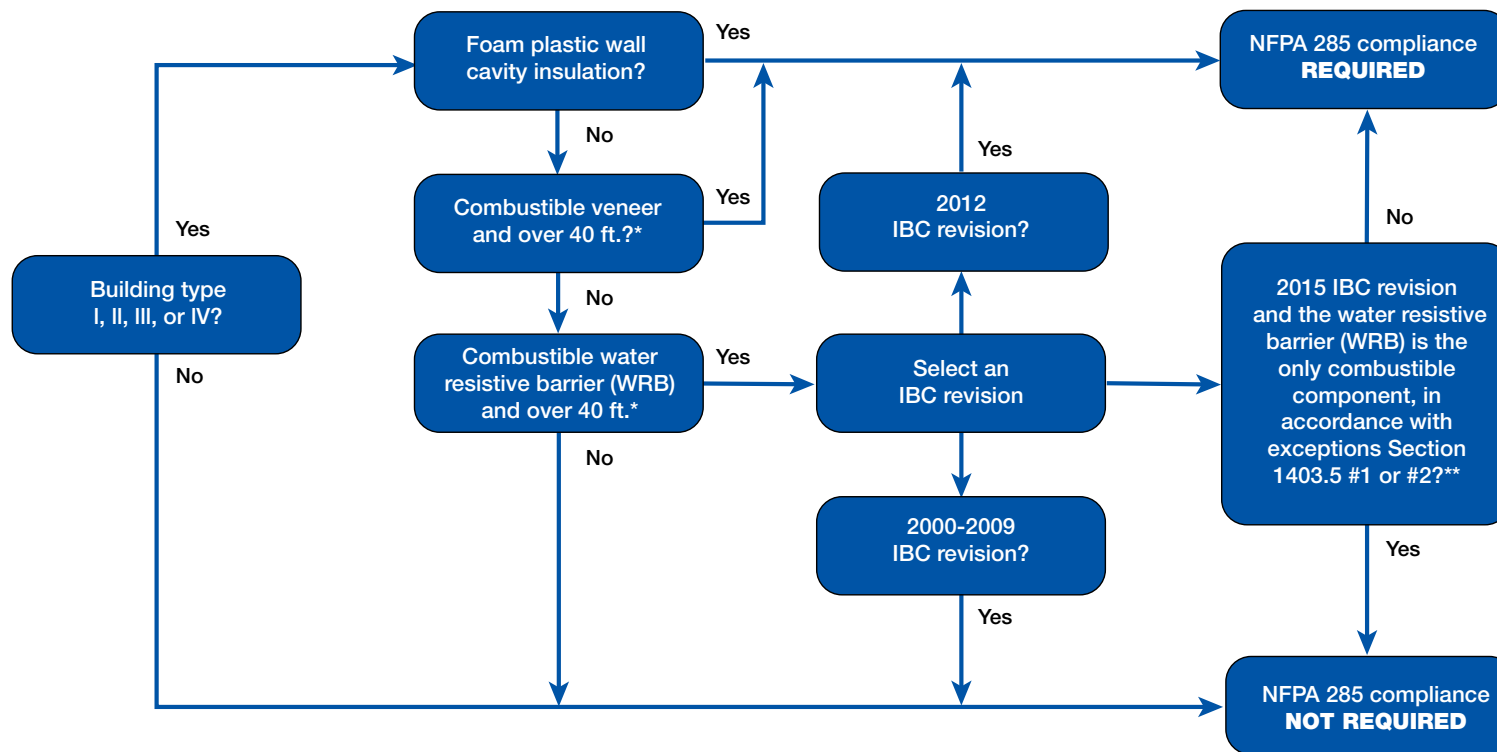 Foam plastic wall
cavity insulation?
Yes
NFPA 285 compliance
REQUIRED
No
Combustible veneer
and over 40 ft.?*
Yes
2012
IBC revision?
Yes
No
Yes
Building type
I, II, III, or IV?
No
No
Combustible water
resistive barrier (WRB)
and over 40 ft.*
Yes
No
Select an
IBC revision
2015 IBC revision
and the water resistive
barrier (WRB) is the
only combustible
component, in
accordance with
exceptions Section
1403.5 #1 or #2?**
2000-2009
IBC revision?
Yes
Yes
NFPA 285 compliance
NOT REQUIRED